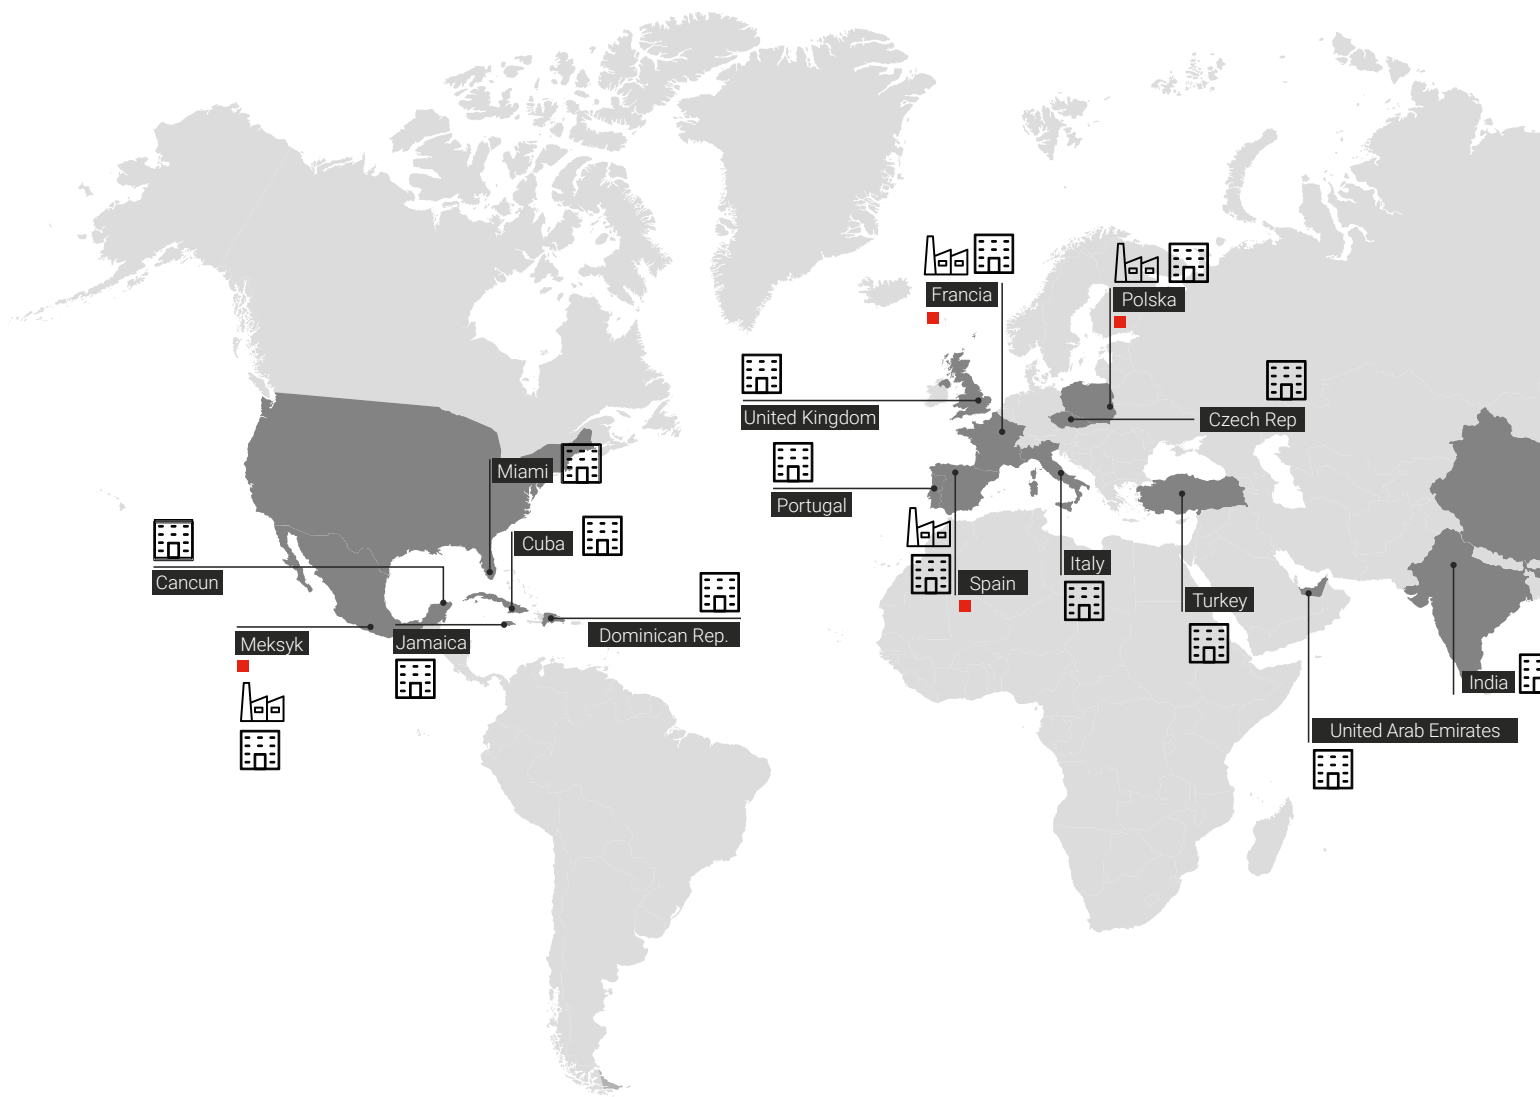 Francia
Polska
United Kingdom
Czech Rep
Miami
Portugal
Cuba
Italy
Cancun
Spain
Turkey
Dominican Rep.
Meksyk
Jamaica
India
United Arab Emirates